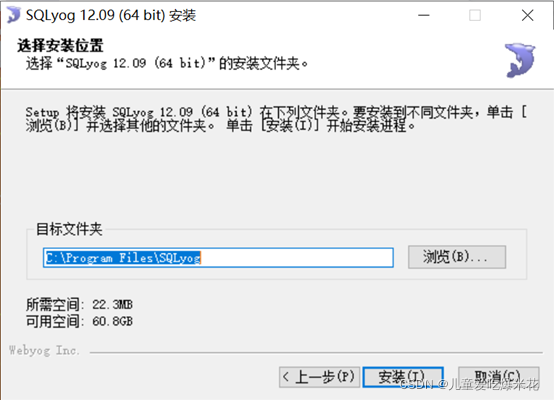 SQLyog 12.09 (64 bit) 安装
选择安装位置
选择“SQLyog 12.09 (64 bit)”的安装文件夹。
Setup 将安装 SQLyog 12.09 (64 bit) 在下列文件夹。要安装到不同文件夹，单击 [
浏览(B)] 并选择其他的文件夹。 单击 [安装(I)] 开始安装进程。
目标文件夹
C:\Program Files\SQLyog
浏览(B)...
所需空间: 22.3MB
可用空间: 60.8GB
Webyog Inc.
< 上一步(P) 安装(I) 取消(C)
CSDN @儿童爱吃爆米花